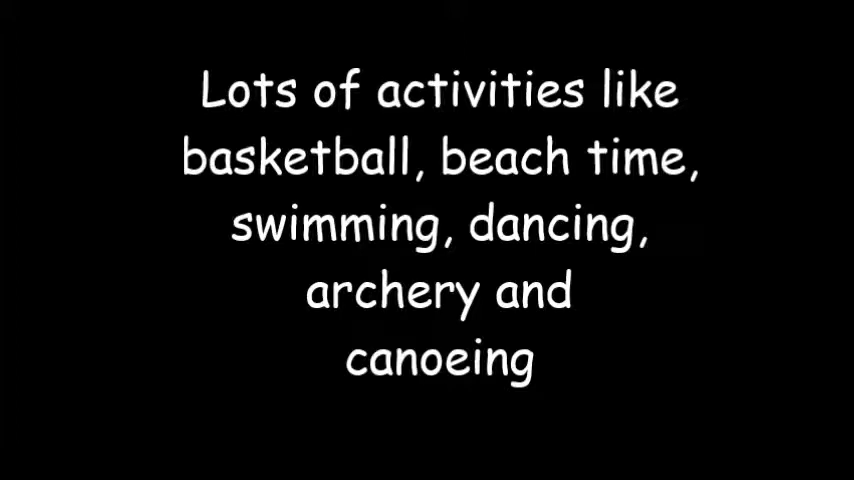 Lots of activities like
basketball, beach time,
swimming, dancing,
archery and
canoeing